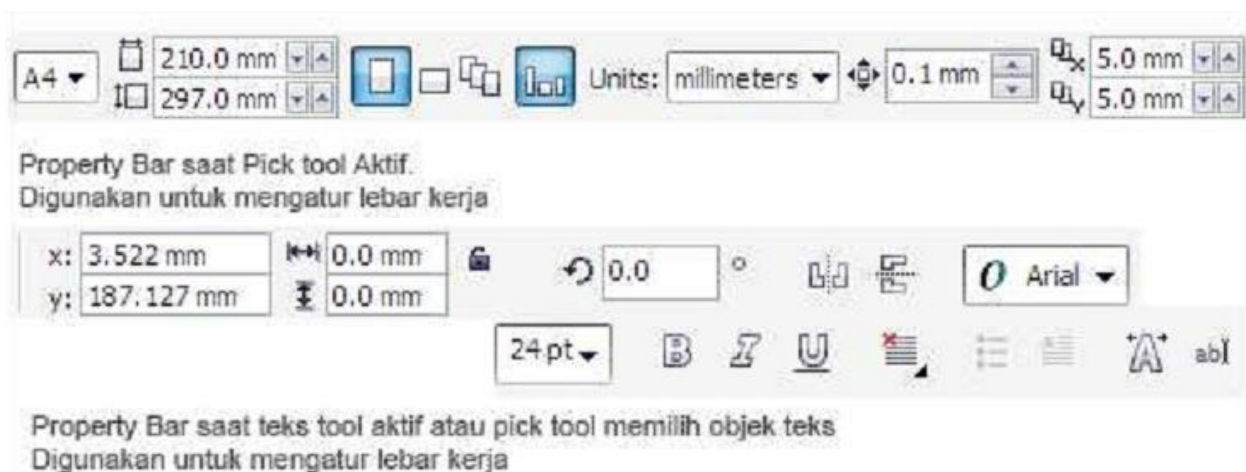 A4 210.0 mm Units: millimeters 0.1 mm x 5.0 mm
297.0 mm y 5.0 mm
Property Bar saat Pick tool Aktif.
Digunakan untuk mengatur lebar kerja
x: 3.522 mm 0.0 mm 0.0 ° O Arial
y: 187.127 mm 0.0 mm
24 pt B I U A abI
Property Bar saat teks tool aktif atau pick tool memilih objek teks
Digunakan untuk mengatur lebar kerja